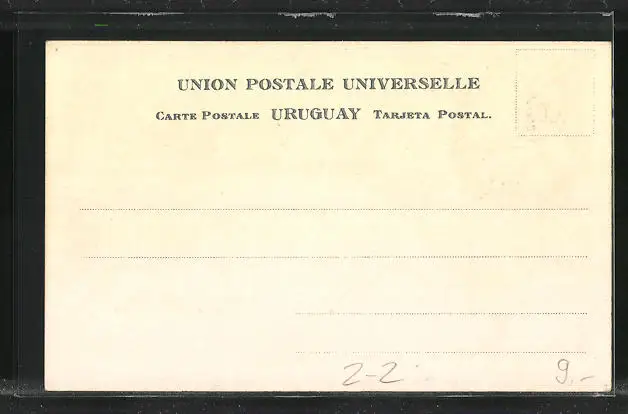 UNION POSTALE UNIVERSELLE
CARTE POSTALE URUGUAY TARJETA POSTAL.
2-2
9,-